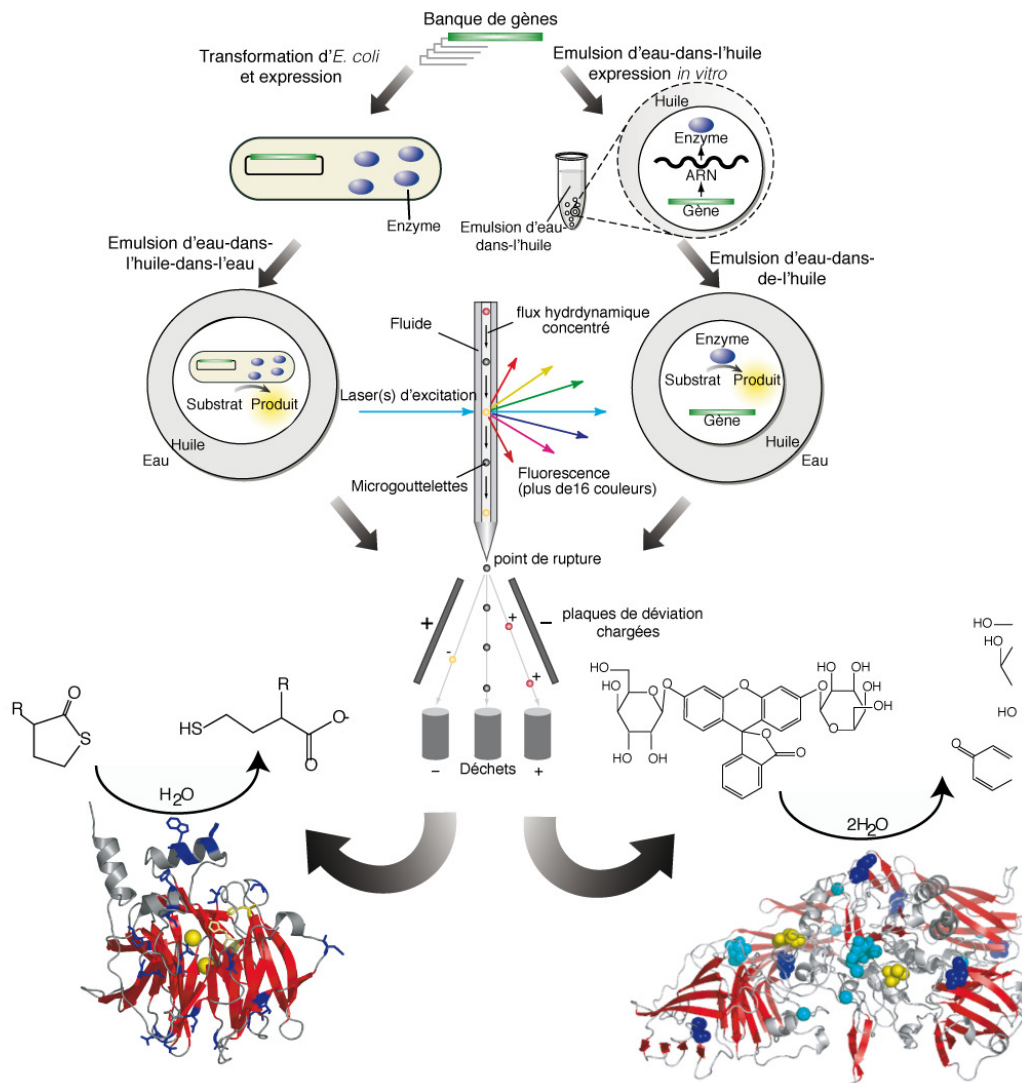 Banque de gènes
Transformation d'E. coli
et expression
Emulsion d'eau-dans-l'huile
expression in vitro
Huile
Enzyme
ARN
Gène
Enzyme
Emulsion d'eau-
dans-l'huile
Emulsion d'eau-dans-
l'huile-dans-l'eau
Emulsion d'eau-dans-
de-l'huile
Fluide
flux hydrdynamique
concentré
Substrat Produit
Huile
Eau
Laser(s) d'excitation
Enzyme
Substrat Produit
Gène
Huile
Eau
Microgouttelettes
Fluorescence
(plus de16 couleurs)
point de rupture
+
−
plaques de déviation
chargées
-
+
+
− Déchets +
R
O
S
HS
R
O-
O
H2O
HO
HO
HO
OH
O
O
O
O
O
O
OH
OH
OH
O
OH
HO
HO
HO
O
2H2O